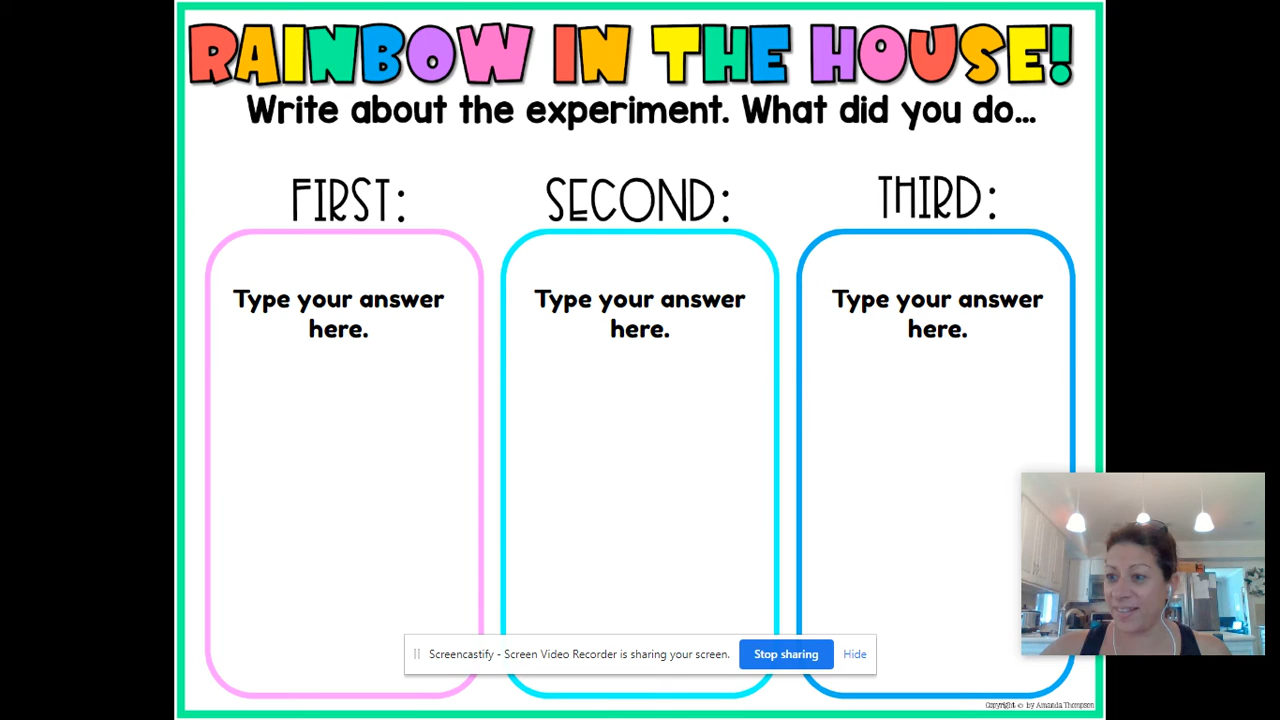 RAINBOW IN THE HOUSE!
Write about the experiment. What did you do...
FIRST:
SECOND:
THIRD:
Type your answer
here.
Type your answer
here.
Type your answer
here.
Screencastify - Screen Video Recorder is sharing your screen.
Stop sharing
Hide
Copyright © by Amanda Thompson